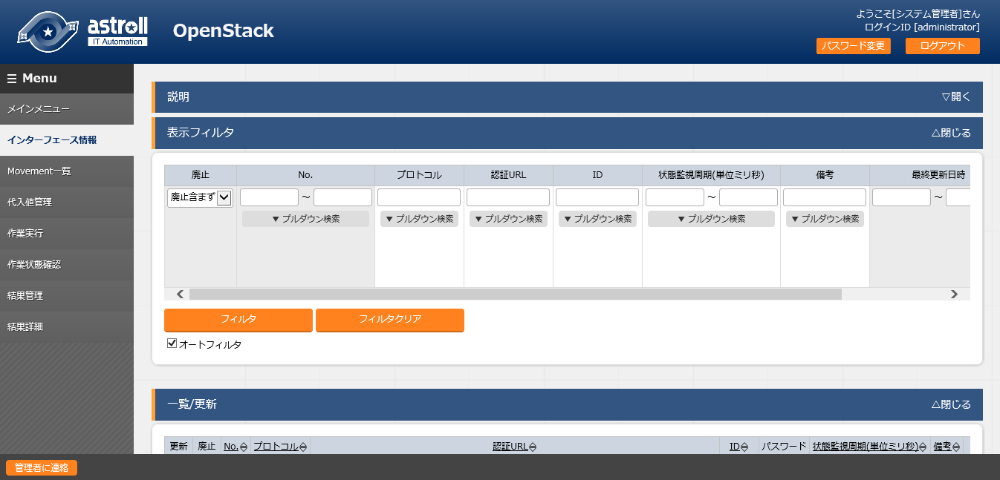 astroll
IT Automation
OpenStack
ようこそ[システム管理者]さん
ログインID [administrator]
パスワード変更
ログアウト
☰ Menu
メインメニュー
インターフェース情報
Movement一覧
代入値管理
作業実行
作業状態確認
結果管理
結果詳細
説明 ▽開く
表示フィルタ △閉じる
廃止 No. プロトコル 認証URL ID 状態監視周期(単位ミリ秒) 備考 最終更新日時
廃止含まず ～ ～ ～
▼プルダウン検索 ▼プルダウン検索 ▼プルダウン検索 ▼プルダウン検索 ▼プルダウン検索 ▼プルダウン検索
フィルタ フィルタクリア
オートフィルタ
一覧/更新 △閉じる
更新 廃止 No. プロトコル 認証URL ID パスワード 状態監視周期(単位ミリ秒) 備考
管理者に連絡